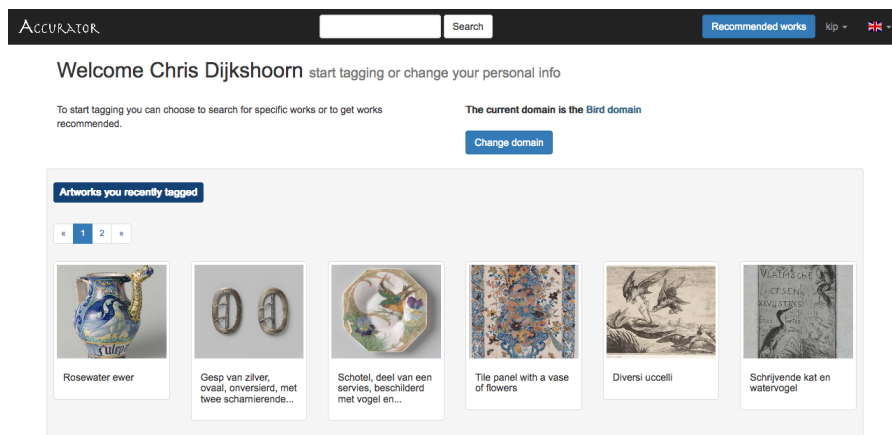 Accurator
Search
Recommended works
kip
Welcome Chris Dijkshoorn start tagging or change your personal info
To start tagging you can choose to search for specific works or to get works
recommended.
The current domain is the Bird domain
Change domain
Artworks you recently tagged
« 1 2 »
Sulep
VLAIMSCHE
Rosewater ewer
Gesp van zilver,
ovaal, onversierd, met
twee scharnierende...
Schotel, deel van een
servies, beschilderd
met vogel en...
Tile panel with a vase
of flowers
Diversi uccelli
Schrijvende kat en
watervogel